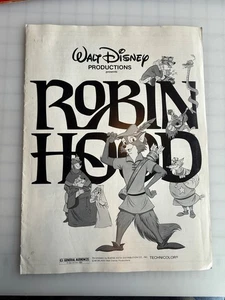 WALT DISNEY
PRODUCTIONS
presents
ROBIN
HOOD
TECHNICOLOR®